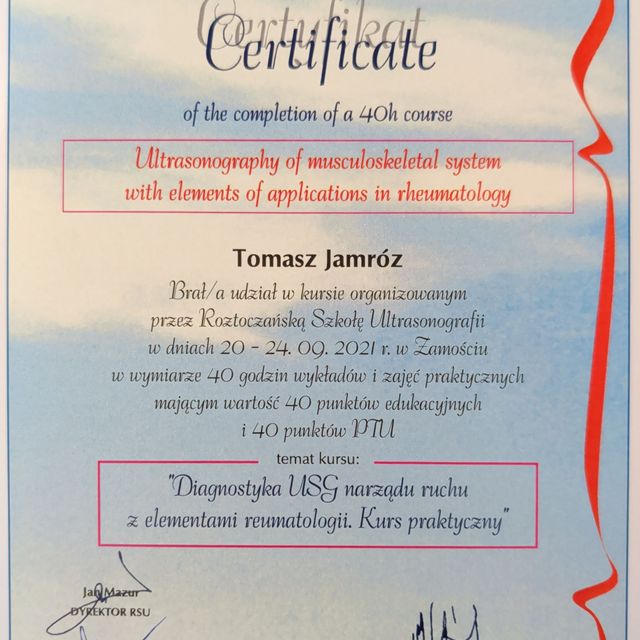 Certyfikat
Certificate
of the completion of a 40h course
Ultrasonography of musculoskeletal system
with elements of applications in rheumatology
Tomasz Jamróz
Brał/a udział w kursie organizowanym
przez Roztoczańską Szkołę Ultrasonografii
w dniach 20 - 24. 09. 2021 r. w Zamościu
w wymiarze 40 godzin wykładów i zajęć praktycznych
mającym wartość 40 punktów edukacyjnych
i 40 punktów PTU
temat kursu:
"Diagnostyka USG narządu ruchu
z elementami reumatologii. Kurs praktyczny"
Jan Mazur
DYREKTOR RSU